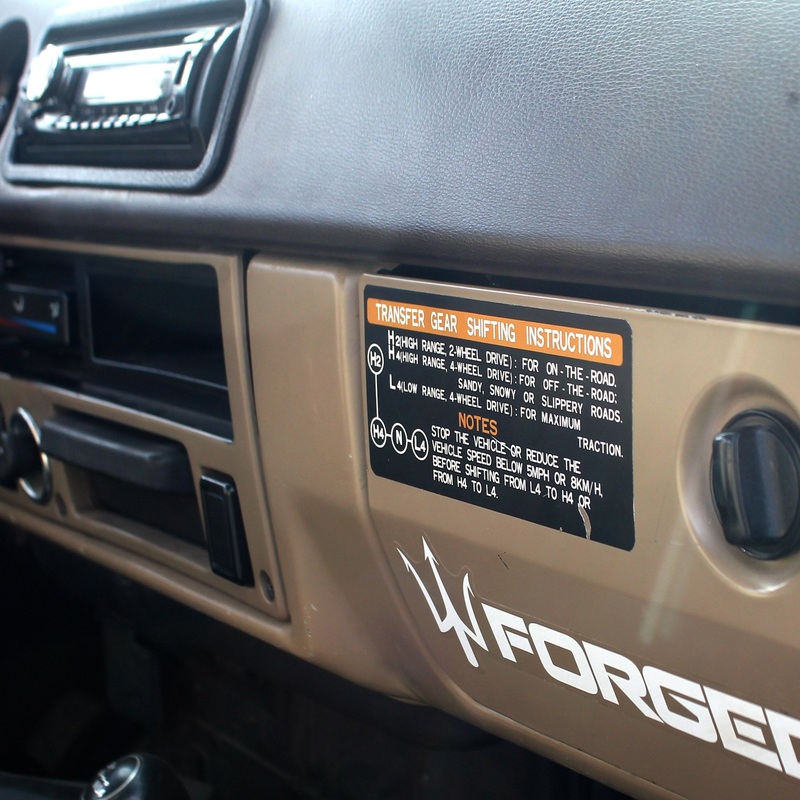 TRANSFER GEAR SHIFTING INSTRUCTIONS
H2(HIGH RANGE, 2-WHEEL DRIVE): FOR ON-THE-ROAD.
H4(HIGH RANGE, 4-WHEEL DRIVE): FOR OFF-THE-ROAD:
SANDY, SNOWY OR SLIPPERY ROADS.
L4(LOW RANGE, 4-WHEEL DRIVE): FOR MAXIMUM
TRACTION.
H2
H4 N L4
NOTES
STOP THE VEHICLE OR REDUCE THE
VEHICLE SPEED BELOW 5MPH OR 8KM/H,
BEFORE SHIFTING FROM L4 TO H4 OR
FROM H4 TO L4.
FORGED